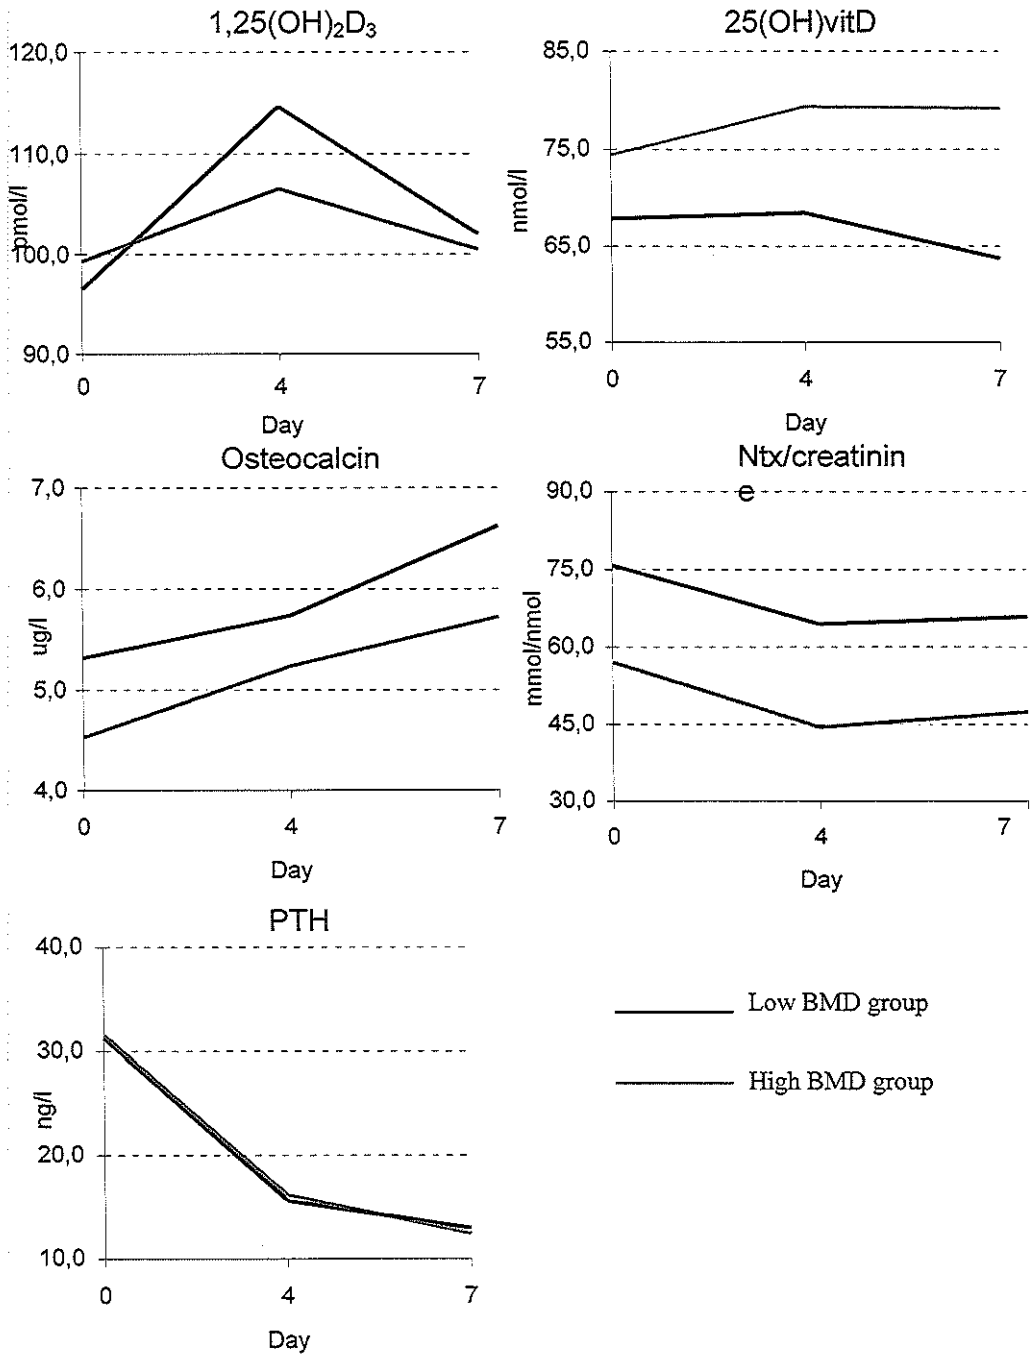 1,25(OH)₂D₃
120,0
110,0
100,0
90,0
pmol/l
0 4 7
Day
25(OH)vitD
85,0
75,0
65,0
55,0
nmol/l
0 4 7
Day
Osteocalcin
7,0
6,0
5,0
4,0
ug/l
0 4 7
Day
Ntx/creatinin
e
90,0
75,0
60,0
45,0
30,0
mmol/nmol
0 4 7
Day
PTH
40,0
30,0
20,0
10,0
ng/l
0 4 7
Day
Low BMD group
High BMD group